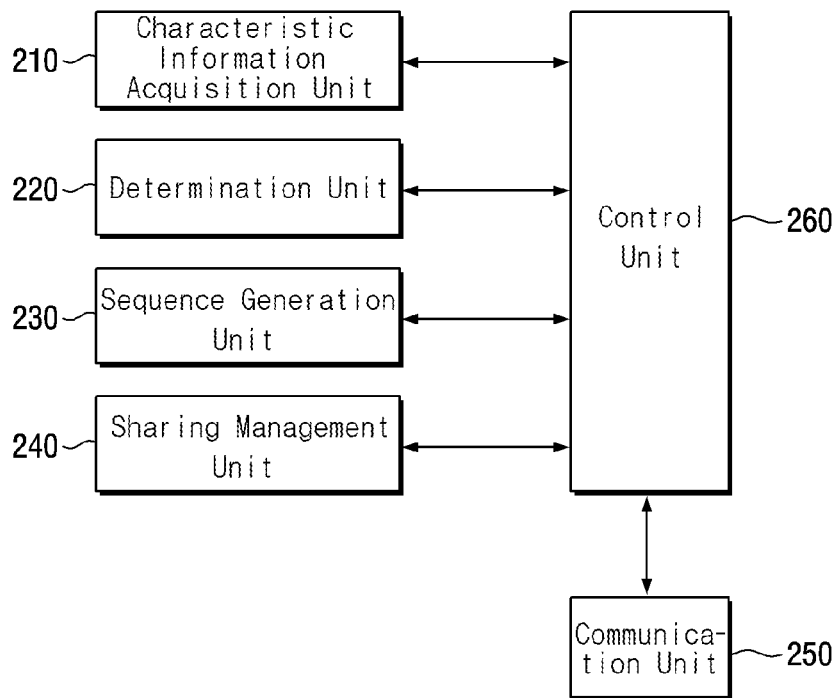 210
Characteristic
Information
Acquisition Unit
220
Determination Unit
230
Sequence Generation
Unit
240
Sharing Management
Unit
Control
Unit
260
Communica-
tion Unit
250